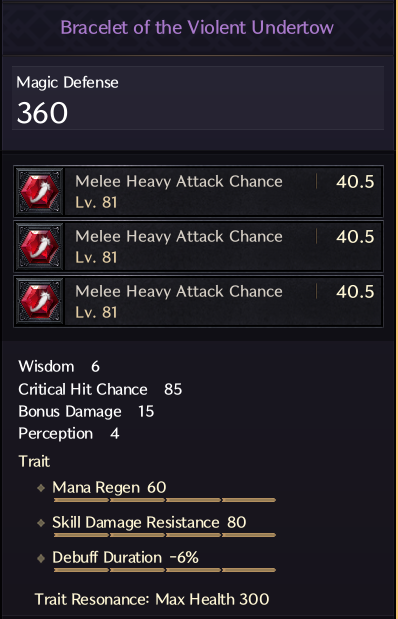 Bracelet of the Violent Undertow
Magic Defense
360
Melee Heavy Attack Chance 40.5
Lv. 81
Melee Heavy Attack Chance 40.5
Lv. 81
Melee Heavy Attack Chance 40.5
Lv. 81
Wisdom 6
Critical Hit Chance 85
Bonus Damage 15
Perception 4
Trait
Mana Regen 60
Skill Damage Resistance 80
Debuff Duration -6%
Trait Resonance: Max Health 300